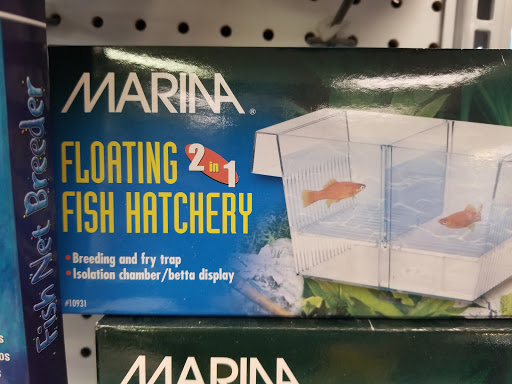 MARINA®
FLOATING 2 in 1
FISH HATCHERY
• Breeding and fry trap
• Isolation chamber/betta display
#10931
Fish Net Breeder
MARINA